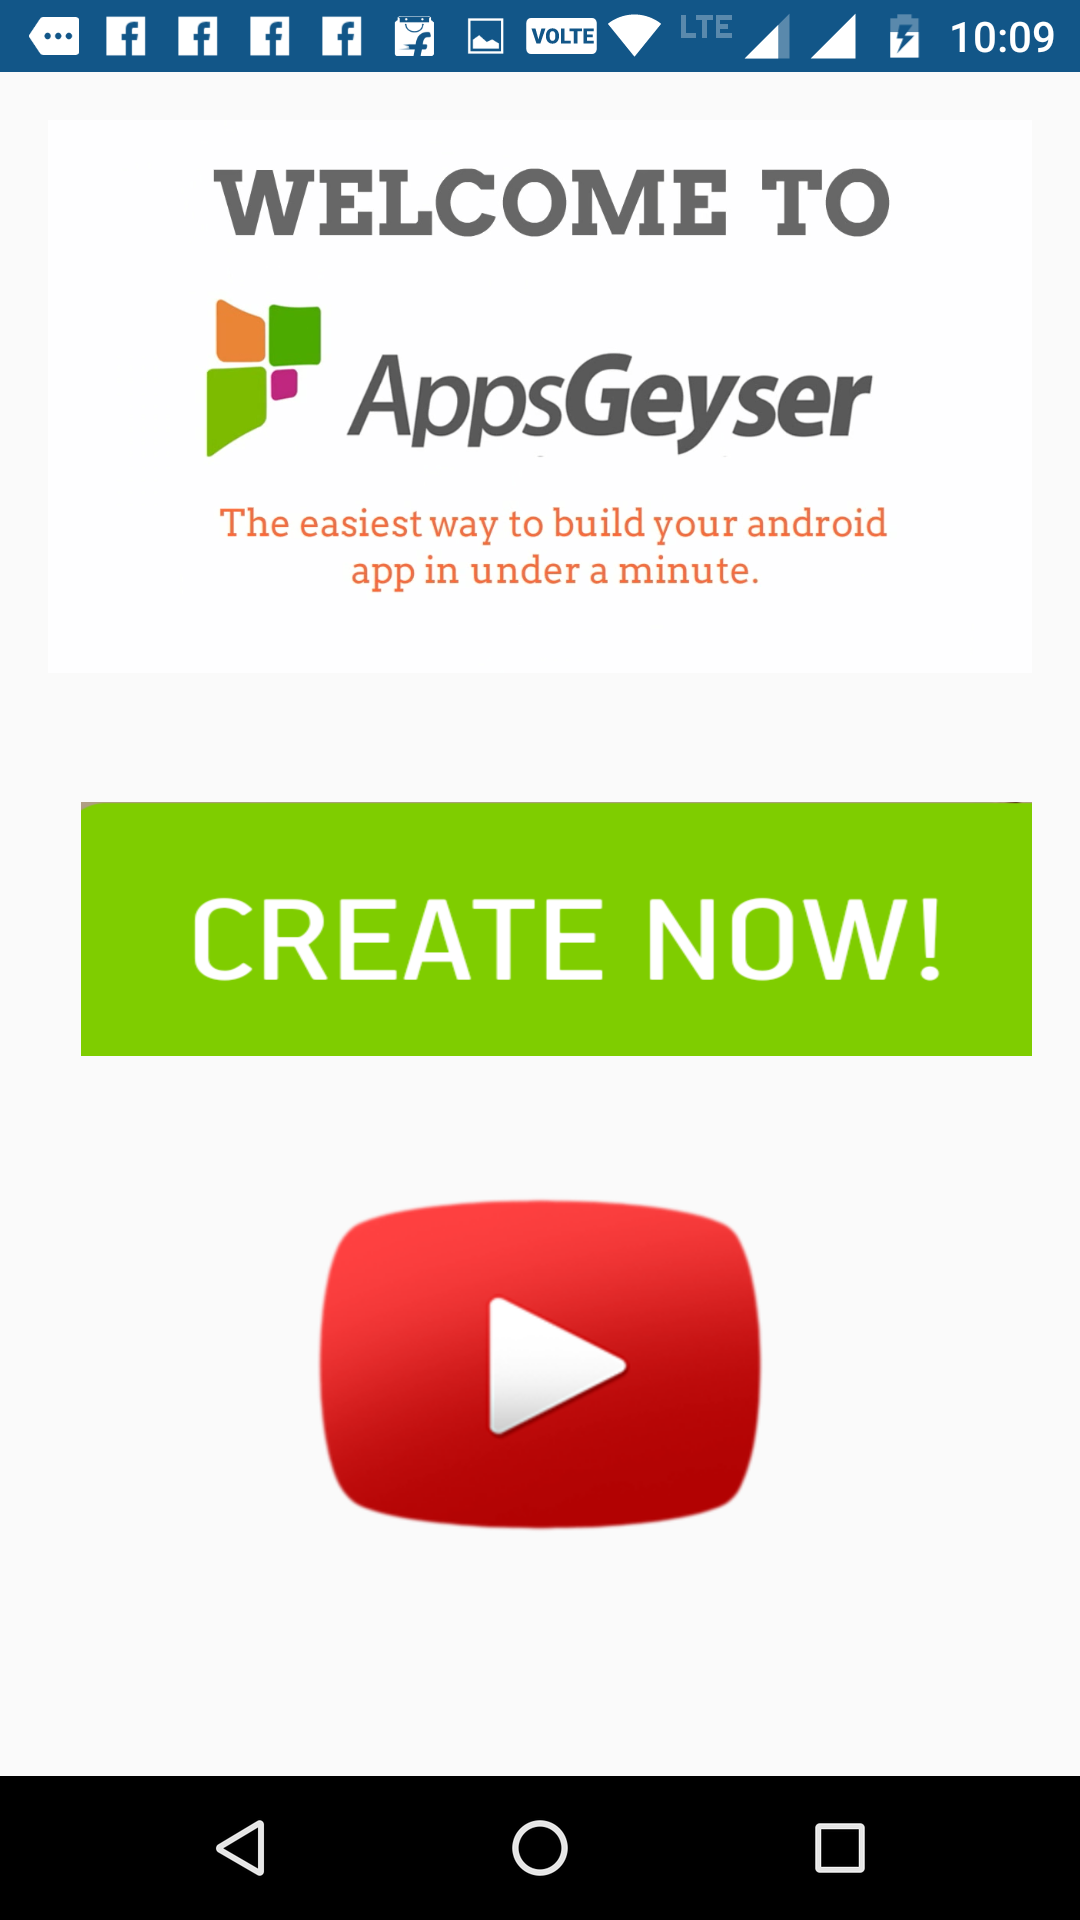 VOLTE LTE 10:09
WELCOME TO
AppsGeyser
The easiest way to build your android
app in under a minute.
CREATE NOW!